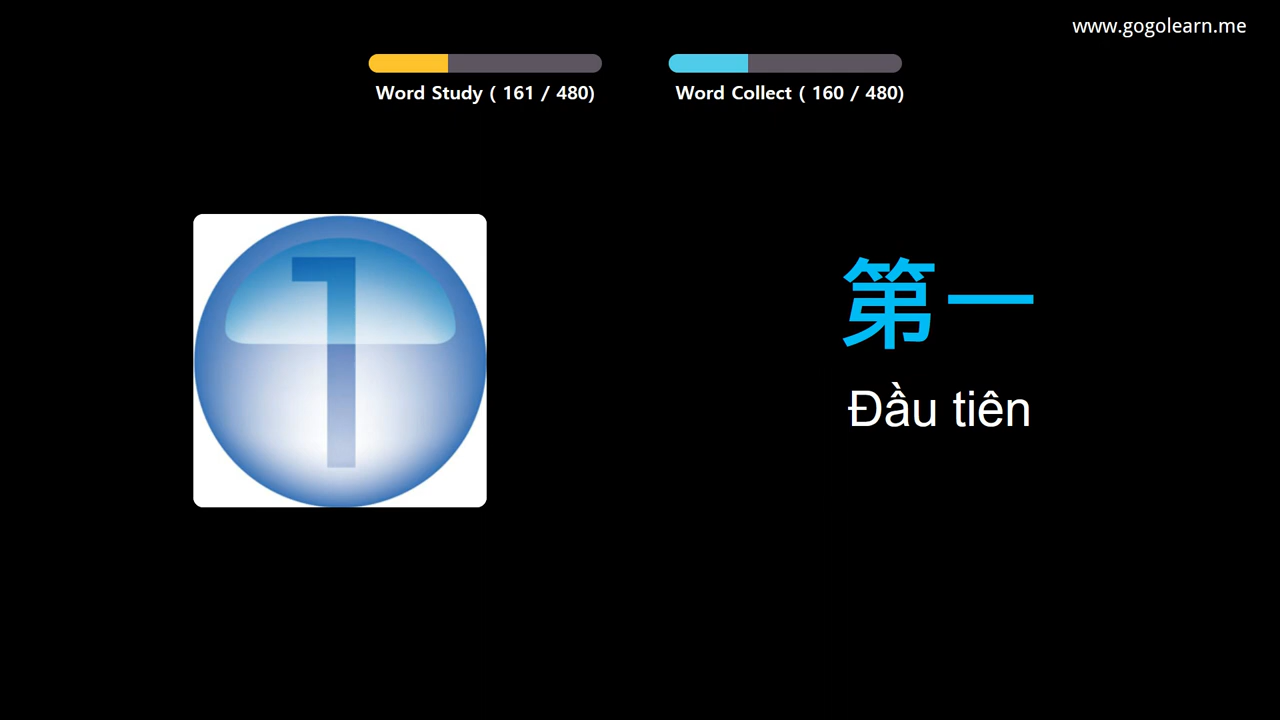 www.gogolearn.me
Word Study ( 161 / 480)
Word Collect ( 160 / 480)
1
第一
Đầu tiên